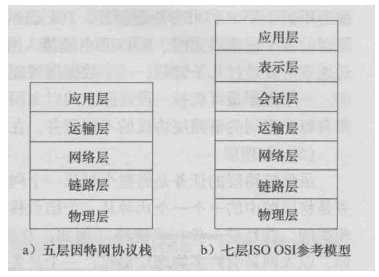 应用层
运输层
网络层
链路层
物理层
a）五层因特网协议栈
应用层
表示层
会话层
运输层
网络层
链路层
物理层
b）七层ISO OSI参考模型